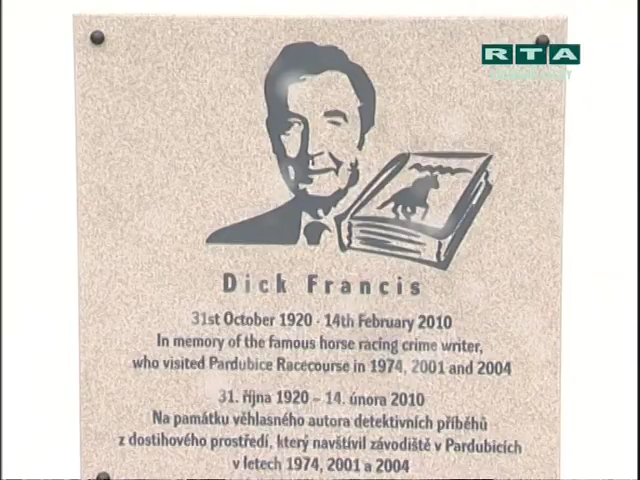 RTA
Dick Francis
31st October 1920 - 14th February 2010
In memory of the famous horse racing crime writer,
who visited Pardubice Racecourse in 1974, 2001 and 2004
31. října 1920 – 14. února 2010
Na památku věhlasného autora detektivních příběhů
z dostihového prostředí, který navštívil závodiště v Pardubicích
v letech 1974, 2001 a 2004